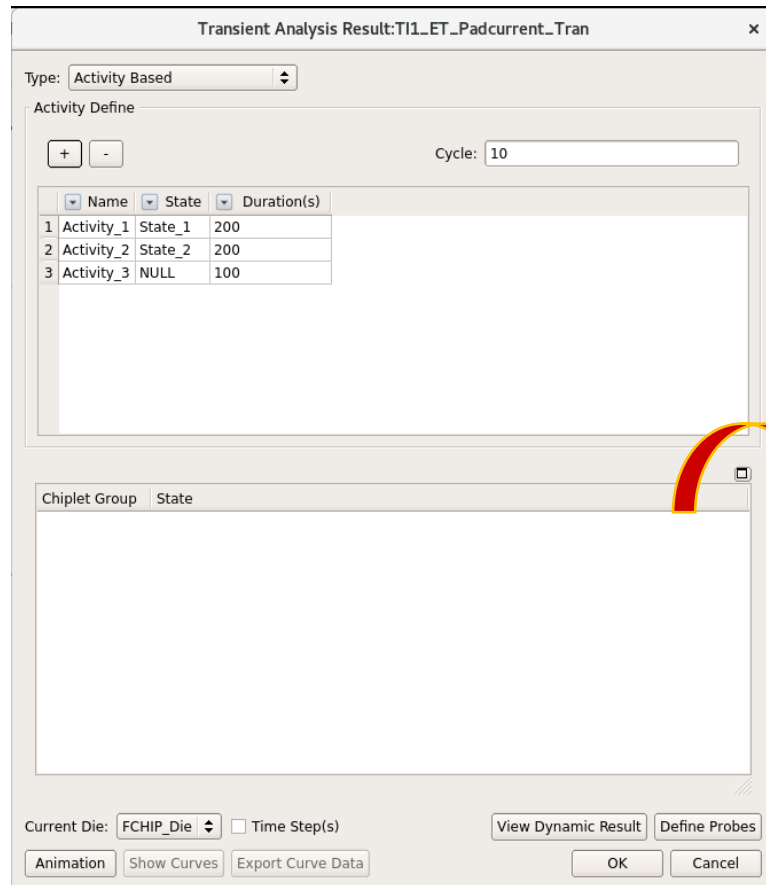 Transient Analysis Result:TI1_ET_Padcurrent_Tran
Type: Activity Based
Activity Define
+ - Cycle: 10
Name State Duration(s)
1 Activity_1 State_1 200
2 Activity_2 State_2 200
3 Activity_3 NULL 100
Chiplet Group State
Current Die: FCHIP_Die Time Step(s) View Dynamic Result Define Probes
Animation Show Curves Export Curve Data OK Cancel